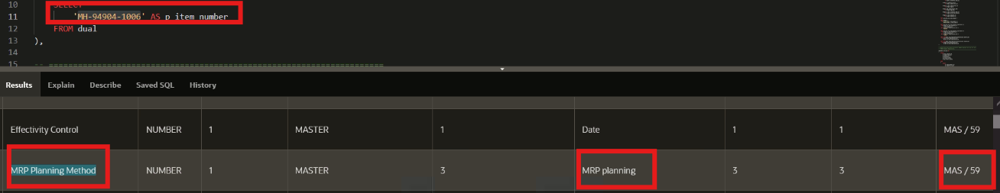 10 SELECT
11 'MH-94904-1006' AS p_item_number
12 FROM dual
13 ),
14
15 -- ====================================================================
Results Explain Describe Saved SQL History
Effectivity Control NUMBER 1 MASTER 1 Date 1 1 MAS / 59
MRP Planning Method NUMBER 1 MASTER 3 MRP planning 3 3 MAS / 59